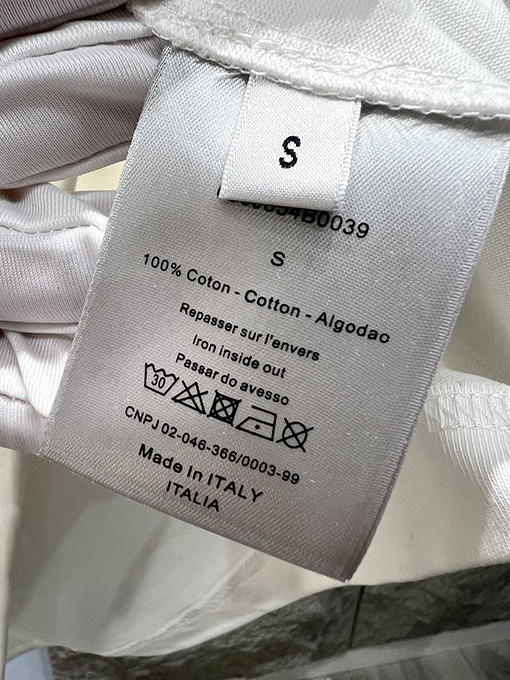 S
34B0039
S
100% Coton - Cotton - Algodao
Repasser sur l'envers
Iron inside out
Passar do avesso
30
CNPJ 02-046-366/0003-99
Made In ITALY
ITALIA